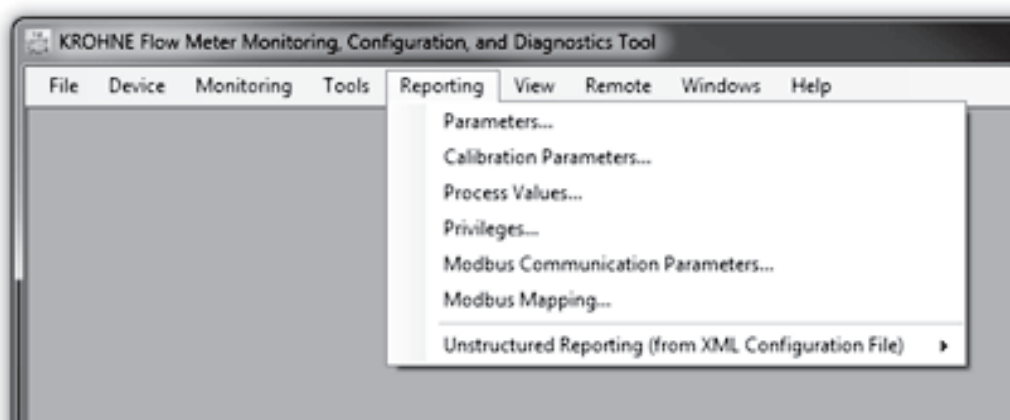 KROHNE Flow Meter Monitoring, Configuration, and Diagnostics Tool
File Device Monitoring Tools Reporting View Remote Windows Help
Parameters...
Calibration Parameters...
Process Values...
Privileges...
Modbus Communication Parameters...
Modbus Mapping...
Unstructured Reporting (from XML Configuration File)